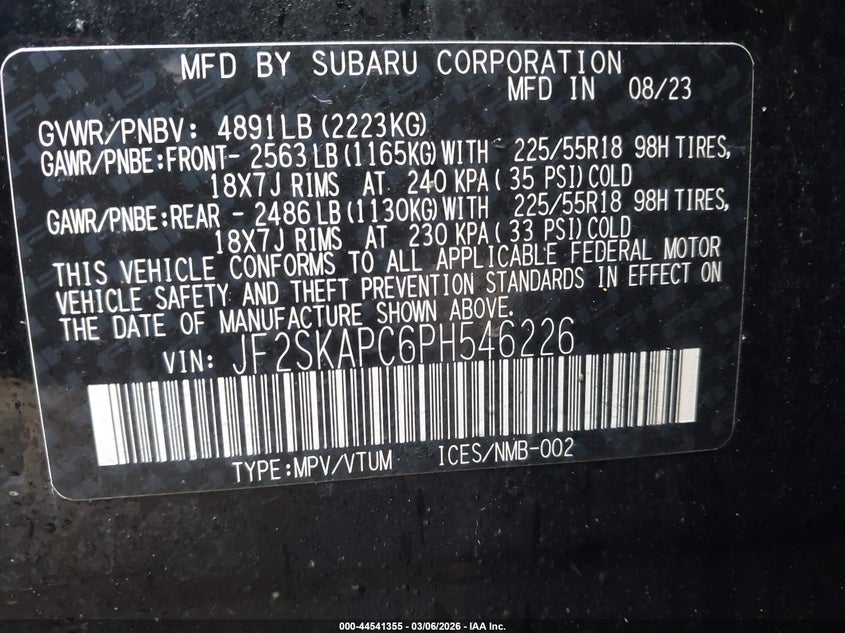 MFD BY SUBARU CORPORATION
MFD IN 08/23
GVWR/PNBV: 4891LB (2223KG)
GAWR/PNBE:FRONT- 2563LB (1165KG) WITH 225/55R18 98H TIRES,
18X7J RIMS AT 240 KPA( 35 PSI) COLD
GAWR/PNBE:REAR - 2486LB (1130KG) WITH 225/55R18 98H TIRES,
18X7J RIMS AT 230 KPA( 33 PSI) COLD
THIS VEHICLE CONFORMS TO ALL APPLICABLE FEDERAL MOTOR
VEHICLE SAFETY AND THEFT PREVENTION STANDARDS IN EFFECT ON
THE DATE OF MANUFACTURE SHOWN ABOVE.
VIN: JF2SKAPC6PH546226
TYPE:MPV/VTUM ICES/NMB-002
000-44541355 | 03/06/2026 - IAA Inc.